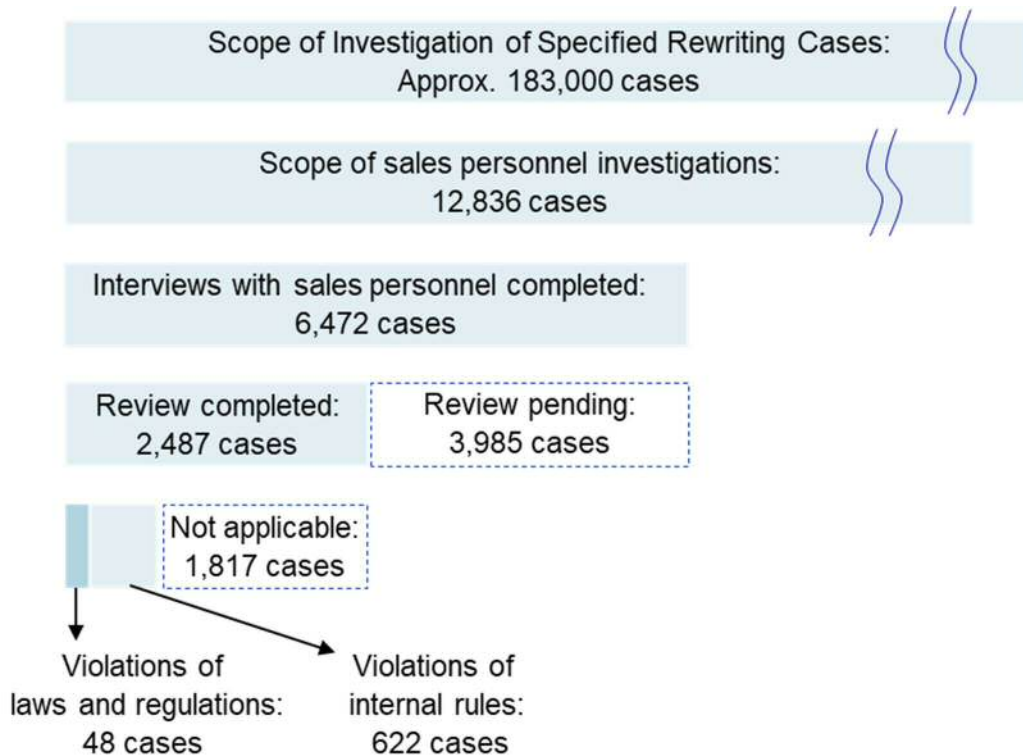 Scope of Investigation of Specified Rewriting Cases:
Approx. 183,000 cases
Scope of sales personnel investigations:
12,836 cases
Interviews with sales personnel completed:
6,472 cases
Review completed:
2,487 cases
Review pending:
3,985 cases
Not applicable:
1,817 cases
Violations of
laws and regulations:
48 cases
Violations of
internal rules:
622 cases